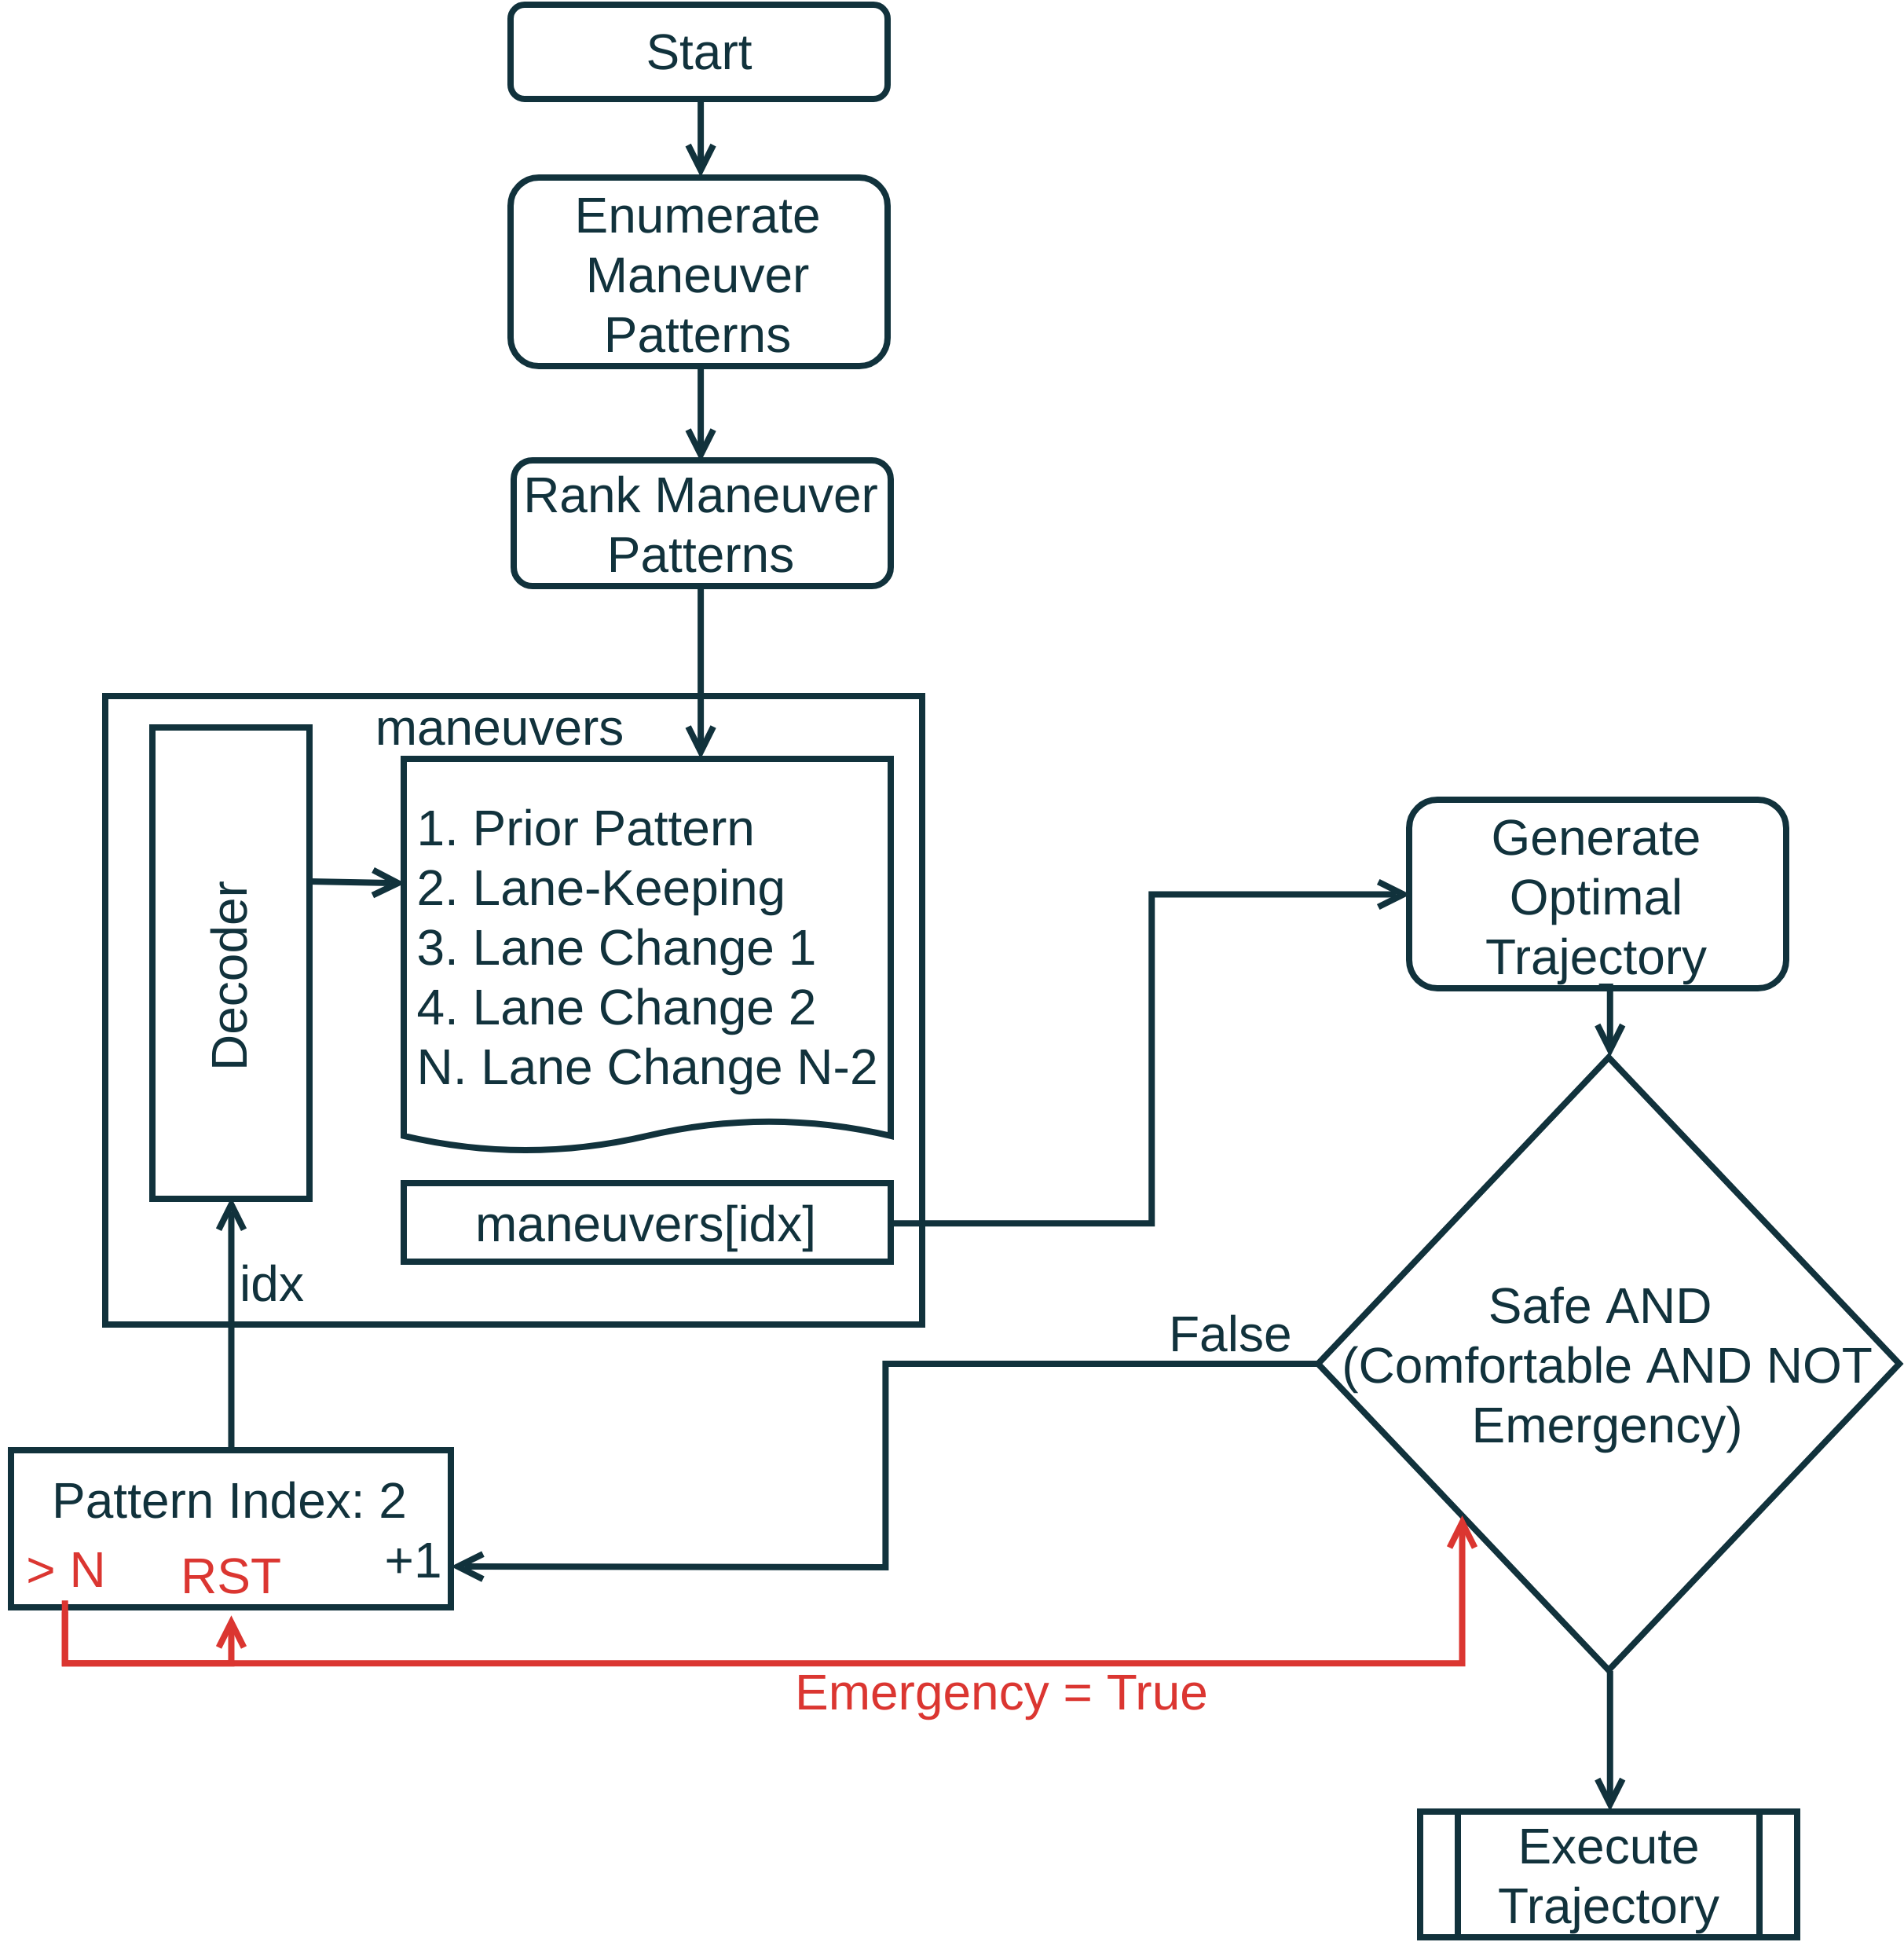 Start
Enumerate
Maneuver
Patterns
Rank Maneuver
Patterns
maneuvers
Decoder
1. Prior Pattern
2. Lane-Keeping
3. Lane Change 1
4. Lane Change 2
N. Lane Change N-2
maneuvers[idx]
idx
Generate
Optimal
Trajectory
False
Safe AND
(Comfortable AND NOT
Emergency)
Pattern Index: 2
+1
> N
RST
Emergency = True
Execute
Trajectory